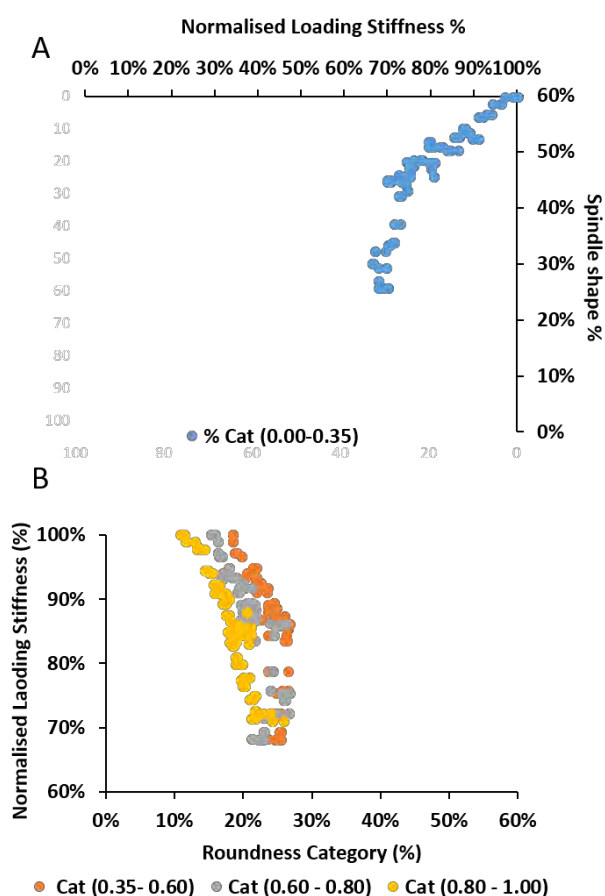 A
Normalised Loading Stiffness %
0% 10% 20% 30% 40% 50% 60% 70% 80% 90% 100%
0 60%
10
20 50%
30
40 40%
50 30%
60
70 20%
80
90 10%
100 0%
Spindle shape %
% Cat (0.00-0.35)
100 80 60 40 20 0
B
Normalised Laoding Stiffness (%)
100%
90%
80%
70%
60%
0% 10% 20% 30% 40% 50% 60%
Roundness Category (%)
Cat (0.35- 0.60) Cat (0.60 - 0.80) Cat (0.80 - 1.00)